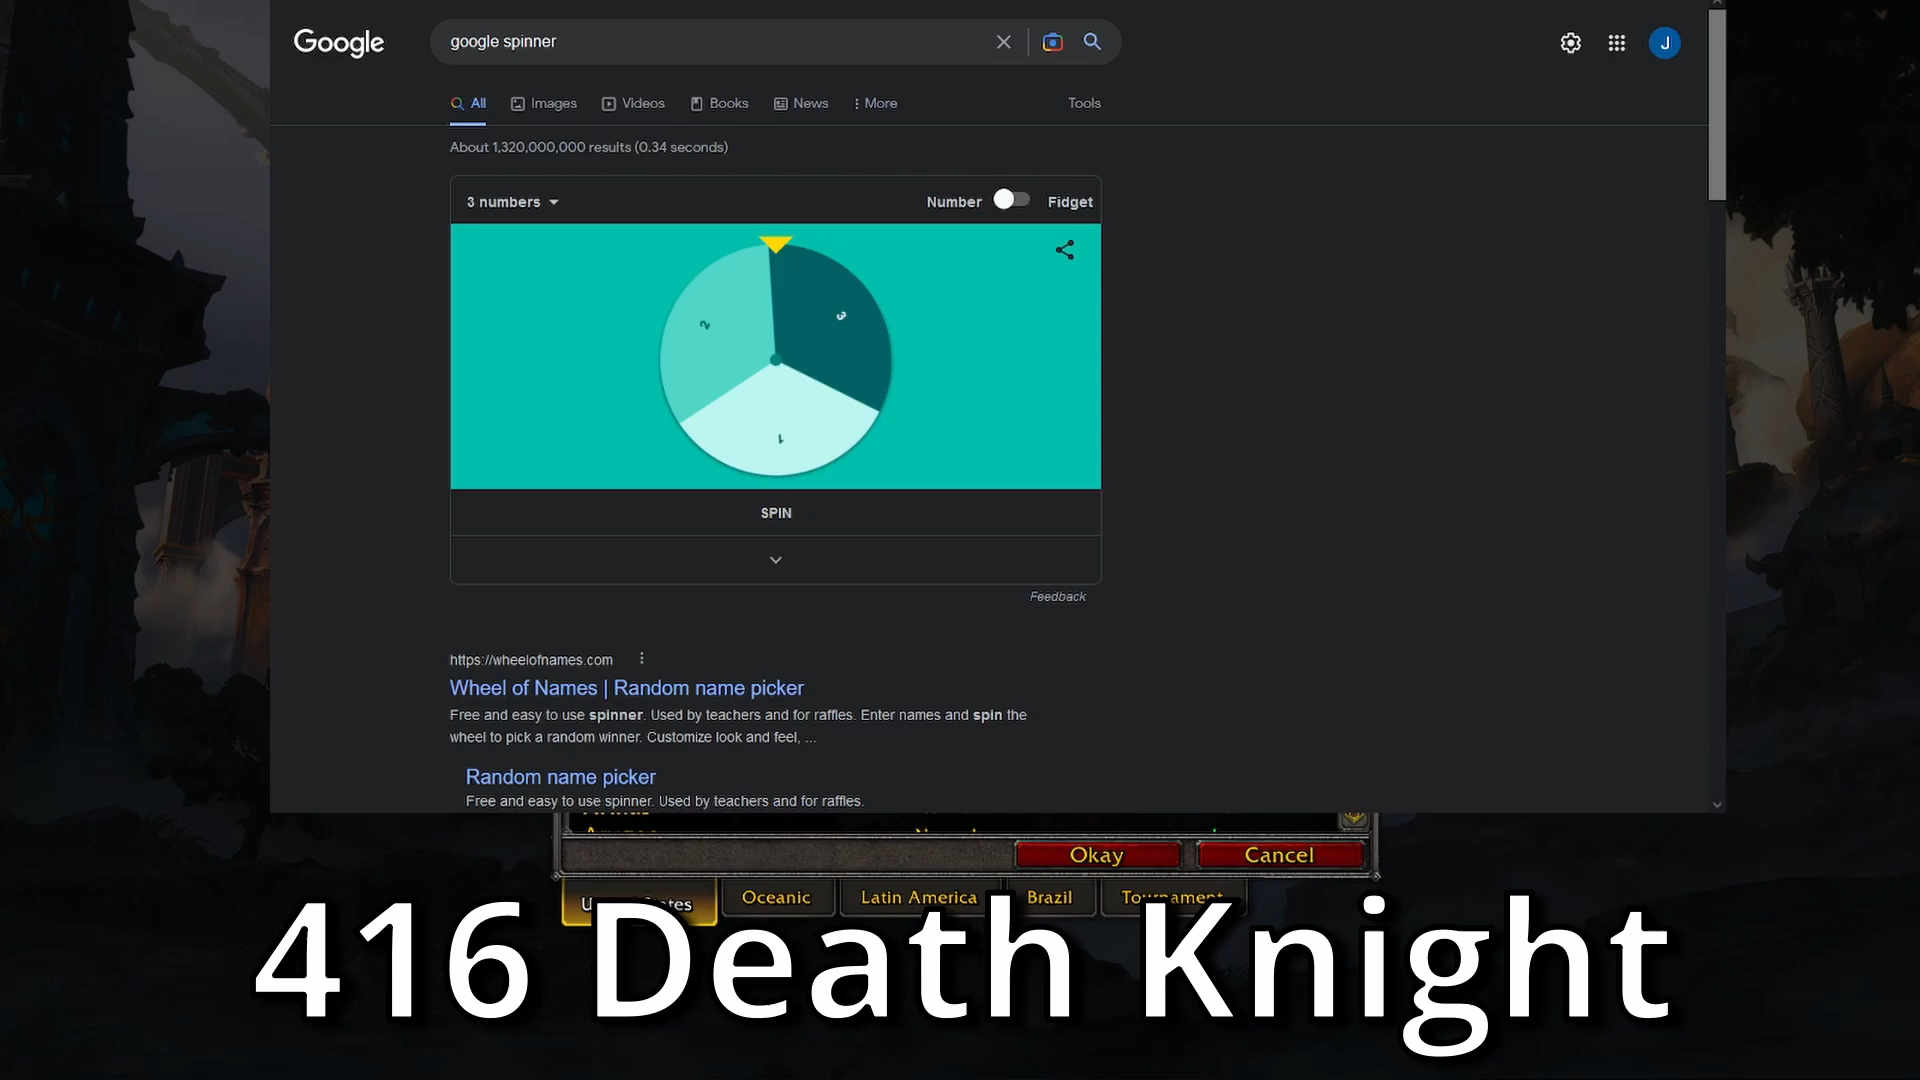 Google
google spinner
J
All Images Videos Books News More Tools
About 1,320,000,000 results (0.34 seconds)
3 numbers Number Fidget
3
2
1
SPIN
Feedback
https://wheelofnames.com
Wheel of Names | Random name picker
Free and easy to use spinner. Used by teachers and for raffles. Enter names and spin the
wheel to pick a random winner. Customize look and feel, ...
Random name picker
Free and easy to use spinner. Used by teachers and for raffles.
Okay Cancel
Oceanic Latin America Brazil Tournament
416 Death Knight